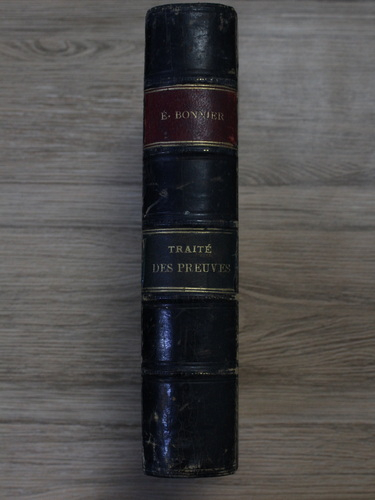 É. BONNIER
TRAITÉ
DES PREUVES